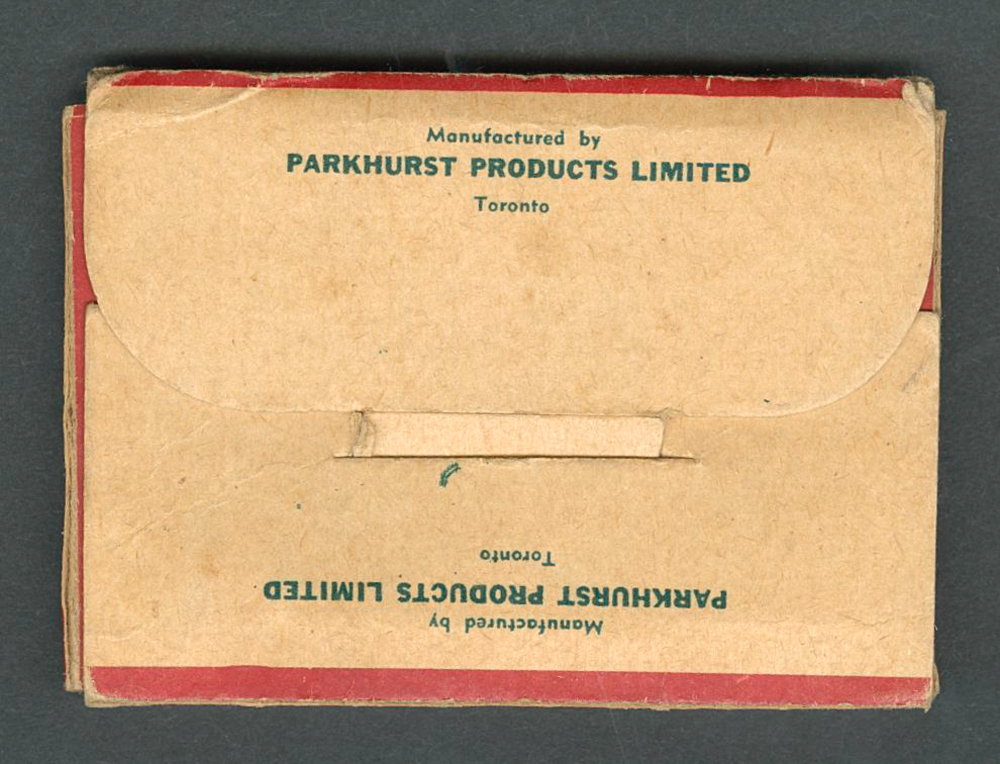 Manufactured by
PARKHURST PRODUCTS LIMITED
Toronto
Manufactured by
PARKHURST PRODUCTS LIMITED
Toronto